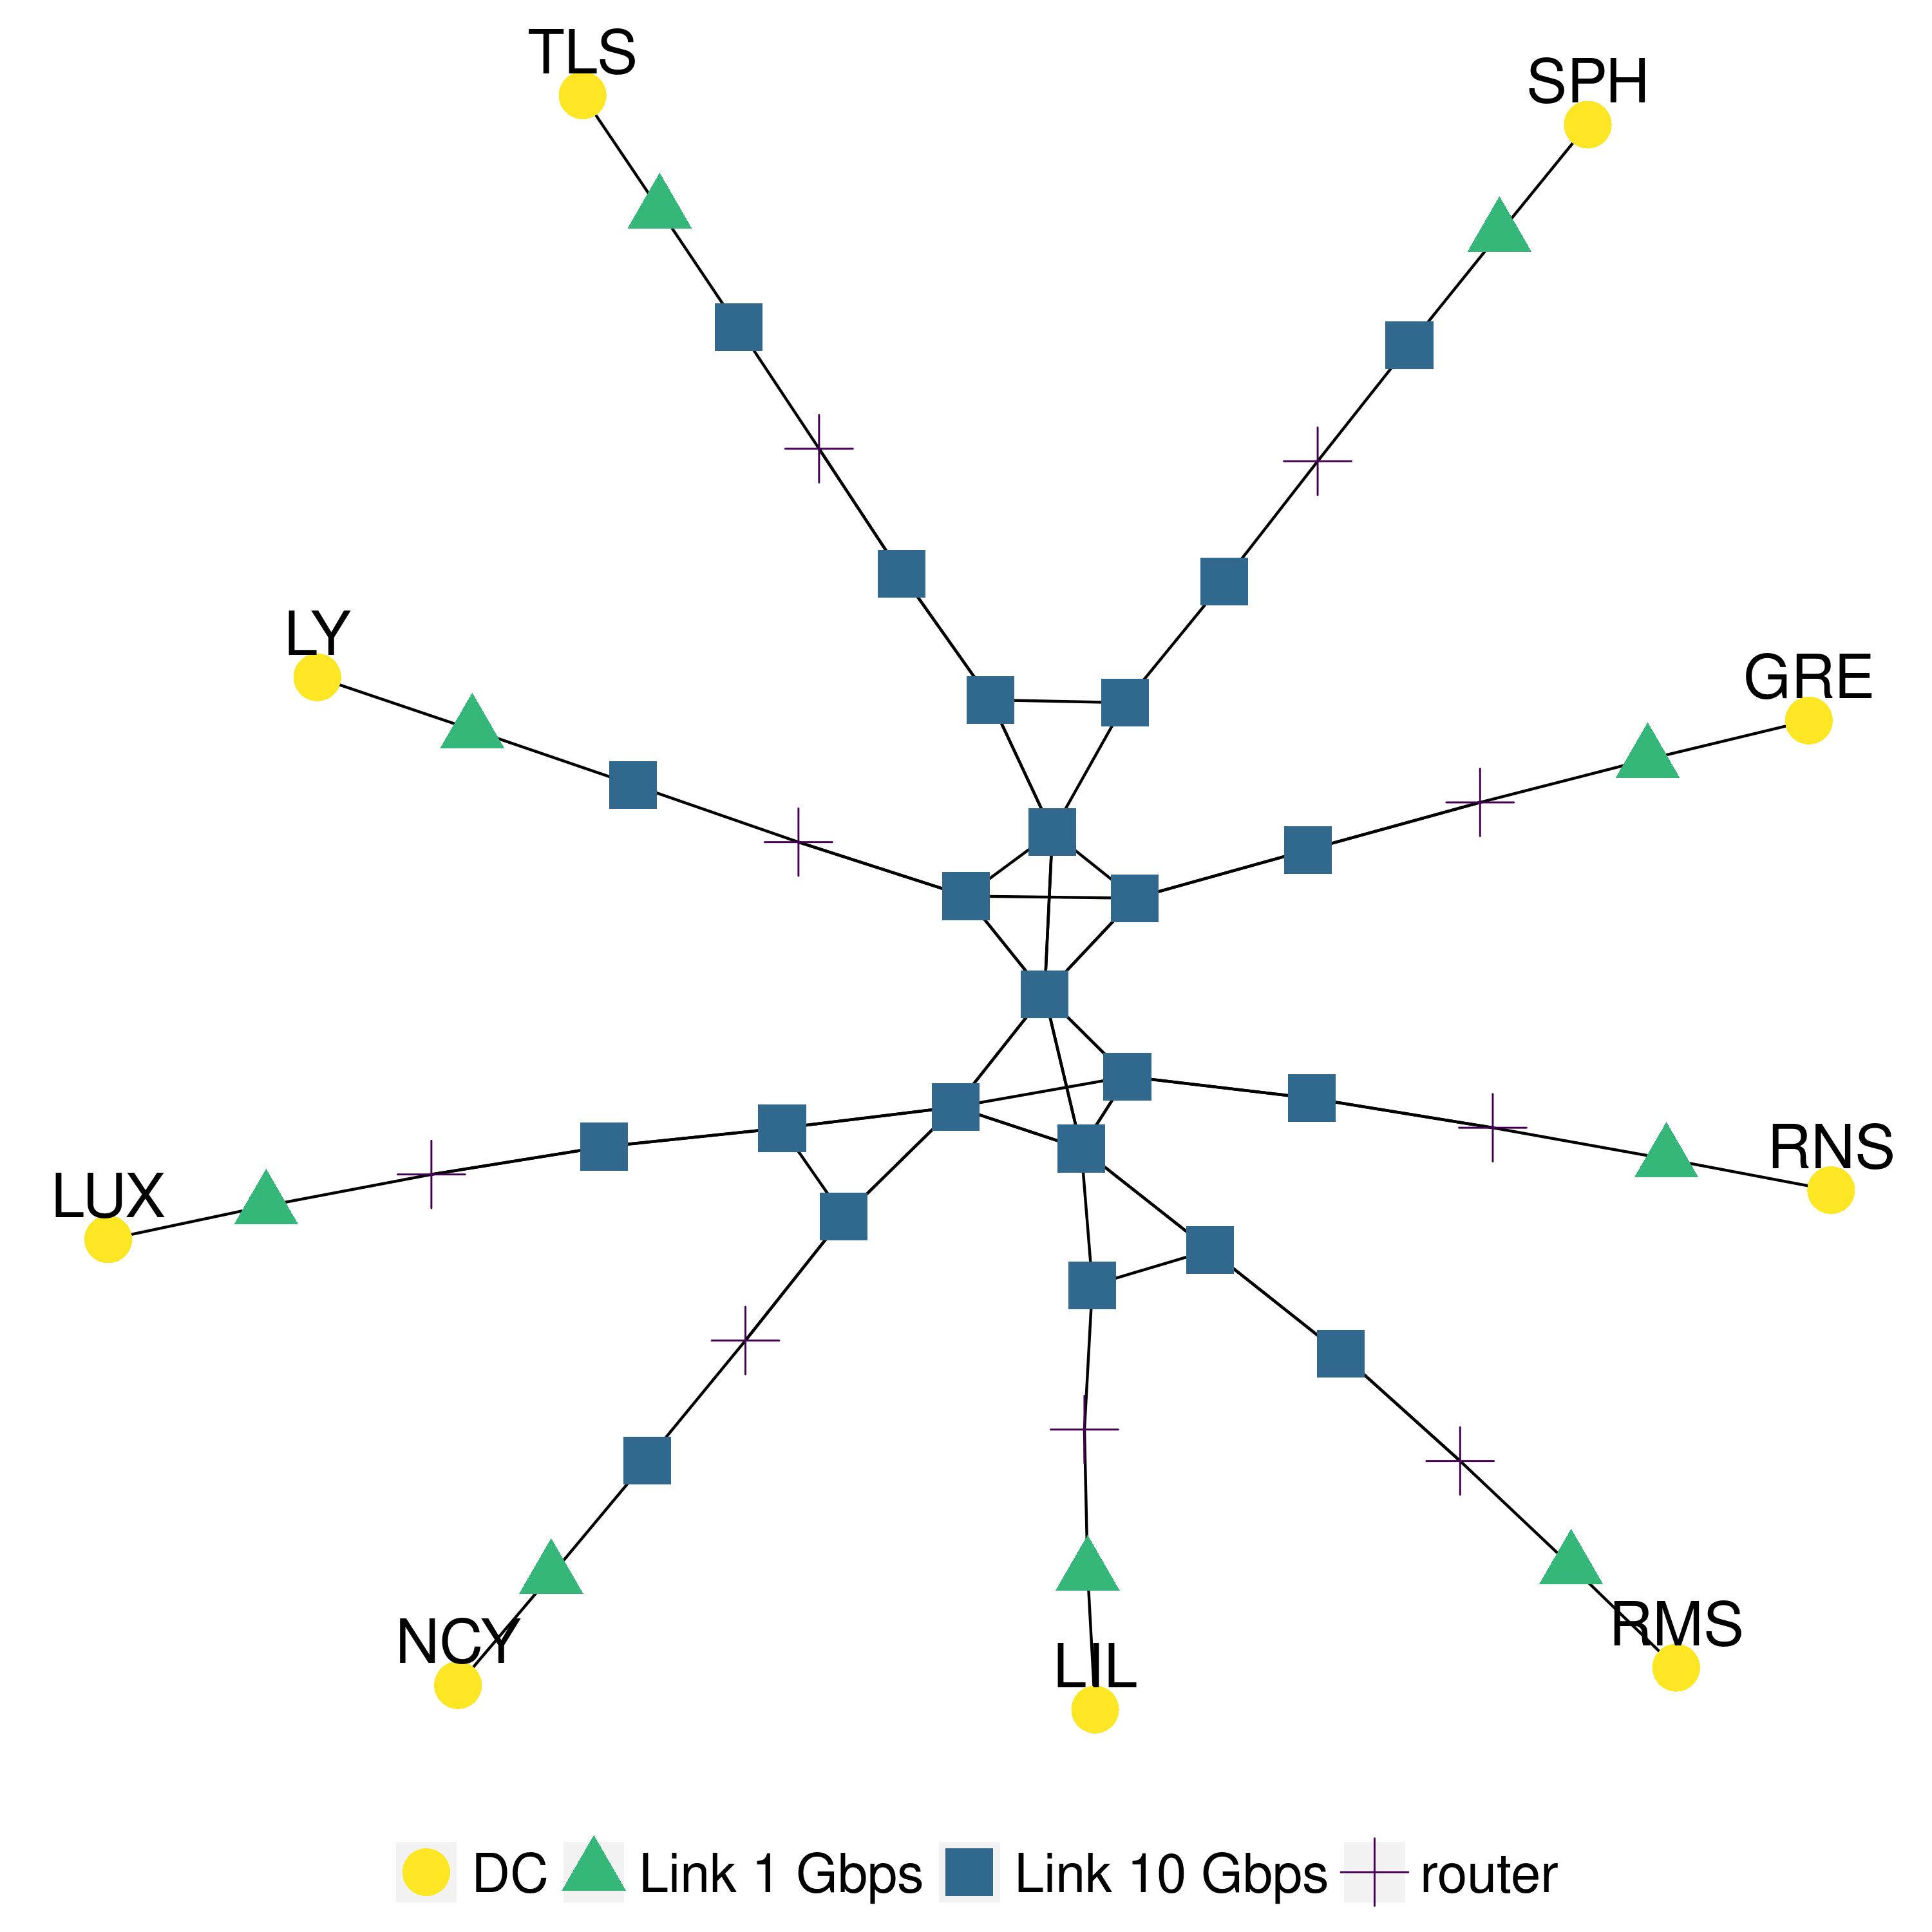 TLS
SPH
LY
GRE
RNS
LUX
NCY
LIL
RMS
DC Link 1 Gbps Link 10 Gbps router